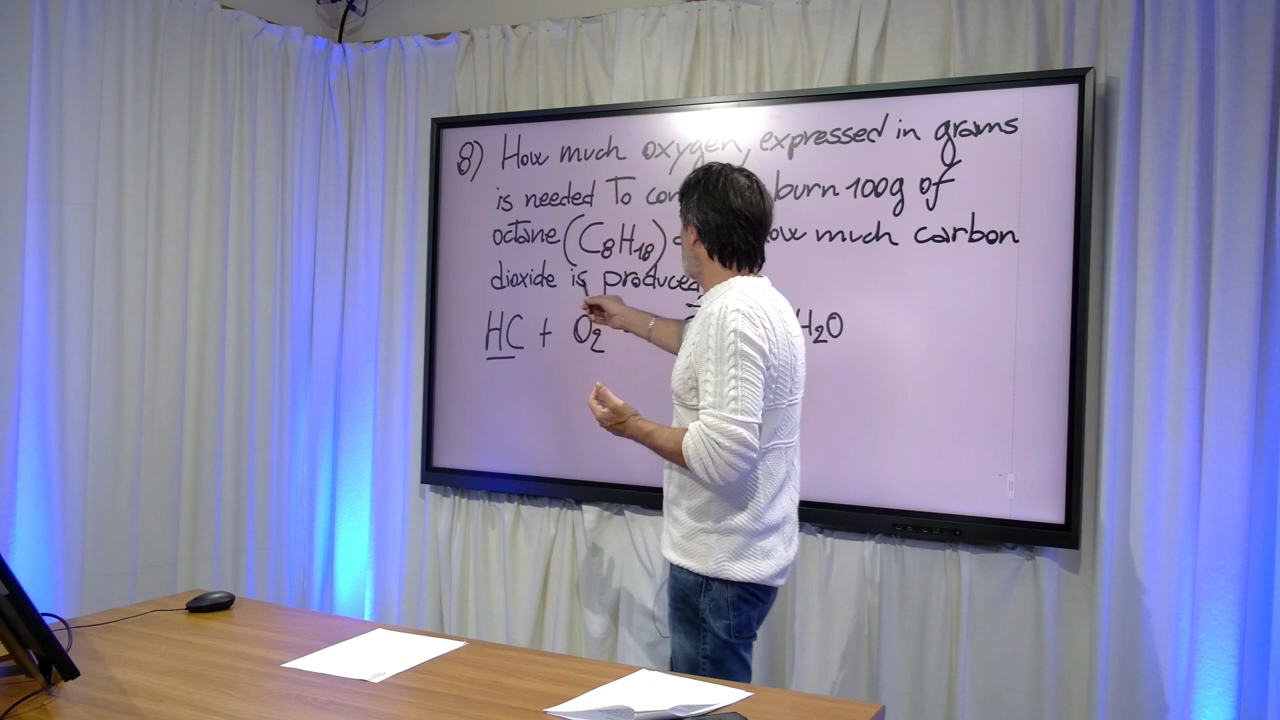 8) How much oxygen, expressed in grams
is needed To burn 100g of
octane (C8H18) much carbon
dioxide is produced
HC + O2 H2O